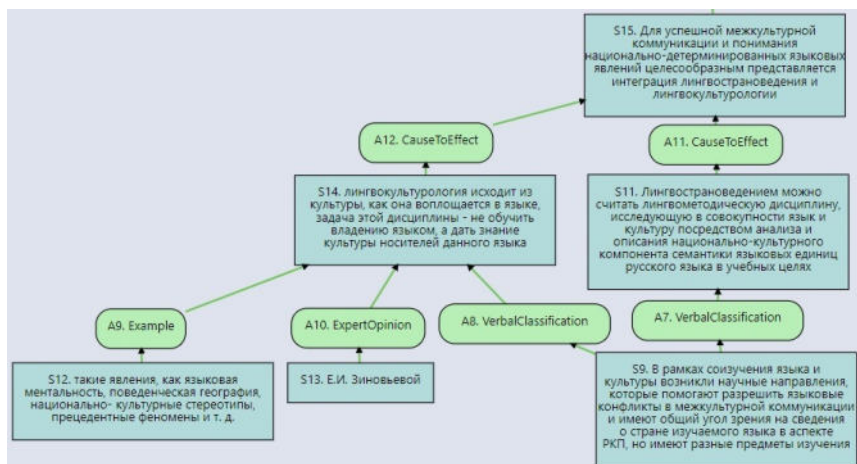 S15. Для успешной межкультурной
коммуникации и понимания
национально-детерминированных языковых
явлений целесообразным представляется
интеграция лингвострановедения и
лингвокультурологии
A12. CauseToEffect
A11. CauseToEffect
S14. лингвокультурология исходит из
культуры, как она воплощается в языке,
задача этой дисциплины - не обучить
владению языком, а дать знание
культуры носителей данного языка
S11. Лингвострановедением можно
считать лингвометодическую дисциплину,
исследующую в совокупности язык и
культуру посредством анализа и
описания национально-культурного
компонента семантики языковых единиц
русского языка в учебных целях
A9. Example
A10. ExpertOpinion
A8. VerbalClassification
A7. VerbalClassification
S12. такие явления, как языковая
ментальность, поведенческая география,
национально- культурные стереотипы,
прецедентные феномены и т. д.
S13. Е.И. Зиновьевой
S9. В рамках соизучения языка и
культуры возникли научные направления,
которые помогают разрешить языковые
конфликты в межкультурной коммуникации
и имеют общий угол зрения на сведения
о стране изучаемого языка в аспекте
РКП, но имеют разные предметы изучения